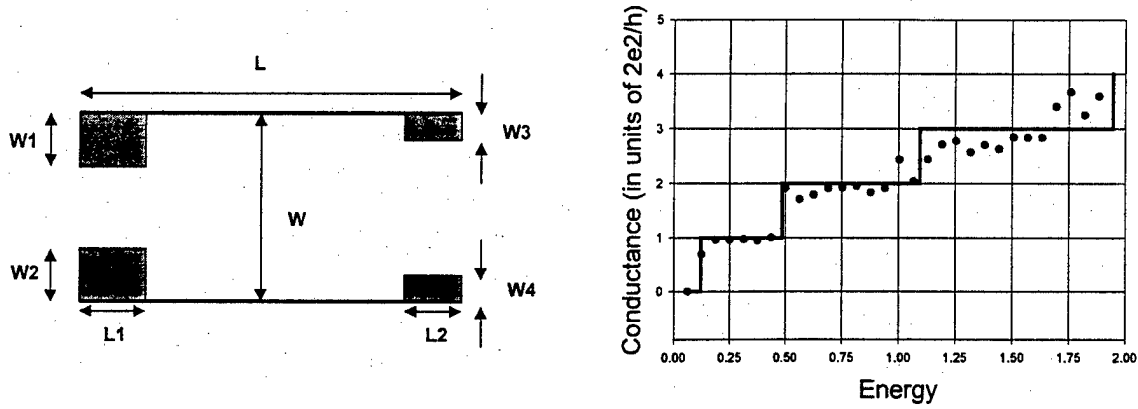 L
W1
W3
W
W2
W4
L1
L2
Conductance (in units of 2e2/h)
5
4
3
2
1
0
0.00 0.25 0.50 0.75 1.00 1.25 1.50 1.75 2.00
Energy